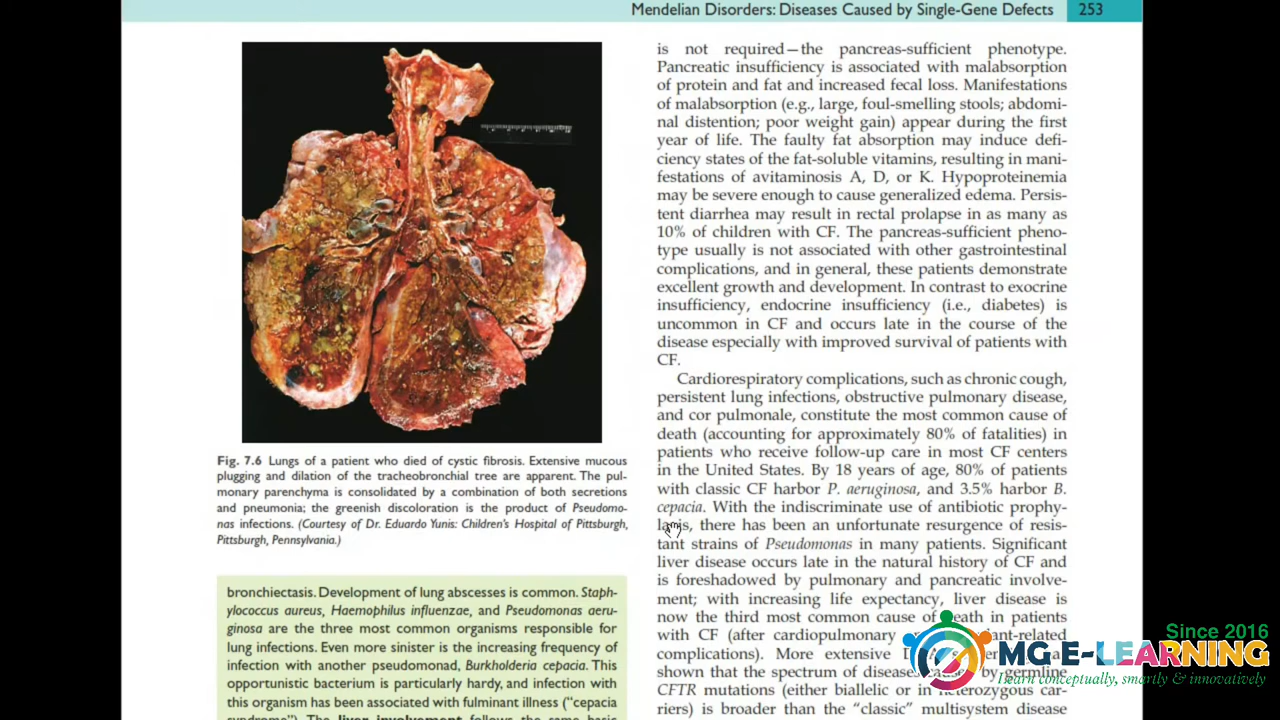 Mendelian Disorders: Diseases Caused by Single-Gene Defects 253
Fig. 7.6 Lungs of a patient who died of cystic fibrosis. Extensive mucous
plugging and dilation of the tracheobronchial tree are apparent. The pul-
monary parenchyma is consolidated by a combination of both secretions
and pneumonia; the greenish discoloration is the product of Pseudomo-
nas infections. (Courtesy of Dr. Eduardo Yunis: Children's Hospital of Pittsburgh,
Pittsburgh, Pennsylvania.)
bronchiectasis. Development of lung abscesses is common. Staph-
ylococcus aureus, Haemophilus influenzae, and Pseudomonas aeru-
ginosa are the three most common organisms responsible for
lung infections. Even more sinister is the increasing frequency of
infection with another pseudomonad, Burkholderia cepacia. This
opportunistic bacterium is particularly hardy, and infection with
this organism has been associated with fulminant illness ("cepacia
syndrome"). The liver involvement follows the same basic
is not required—the pancreas-sufficient phenotype.
Pancreatic insufficiency is associated with malabsorption
of protein and fat and increased fecal loss. Manifestations
of malabsorption (e.g., large, foul-smelling stools; abdomi-
nal distention; poor weight gain) appear during the first
year of life. The faulty fat absorption may induce defi-
ciency states of the fat-soluble vitamins, resulting in mani-
festations of avitaminosis A, D, or K. Hypoproteinemia
may be severe enough to cause generalized edema. Persis-
tent diarrhea may result in rectal prolapse in as many as
10% of children with CF. The pancreas-sufficient pheno-
type usually is not associated with other gastrointestinal
complications, and in general, these patients demonstrate
excellent growth and development. In contrast to exocrine
insufficiency, endocrine insufficiency (i.e., diabetes) is
uncommon in CF and occurs late in the course of the
disease especially with improved survival of patients with
CF.
Cardiorespiratory complications, such as chronic cough,
persistent lung infections, obstructive pulmonary disease,
and cor pulmonale, constitute the most common cause of
death (accounting for approximately 80% of fatalities) in
patients who receive follow-up care in most CF centers
in the United States. By 18 years of age, 80% of patients
with classic CF harbor P. aeruginosa, and 3.5% harbor B.
cepacia. With the indiscriminate use of antibiotic prophy-
laxis, there has been an unfortunate resurgence of resis-
tant strains of Pseudomonas in many patients. Significant
liver disease occurs late in the natural history of CF and
is foreshadowed by pulmonary and pancreatic involve-
ment; with increasing life expectancy, liver disease is
now the third most common cause of death in patients
with CF (after cardiopulmonary
complications). More extensive
shown that the spectrum of disease by germline
CFTR mutations (either biallelic or in heterozygous car-
riers) is broader than the "classic" multisystem disease
Since 2016
MG E-LEARNING
Learn conceptually, smartly & innovatively